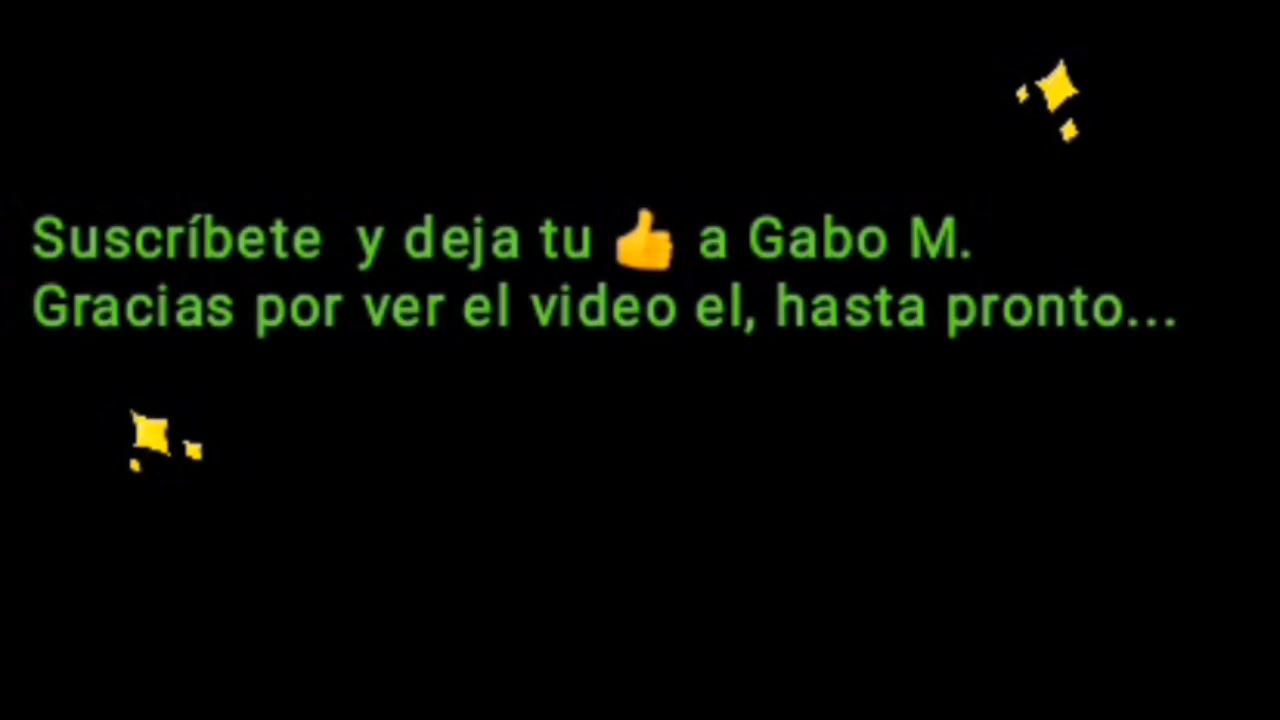 Suscríbete y deja tu 👍 a Gabo M.
Gracias por ver el video el, hasta pronto...